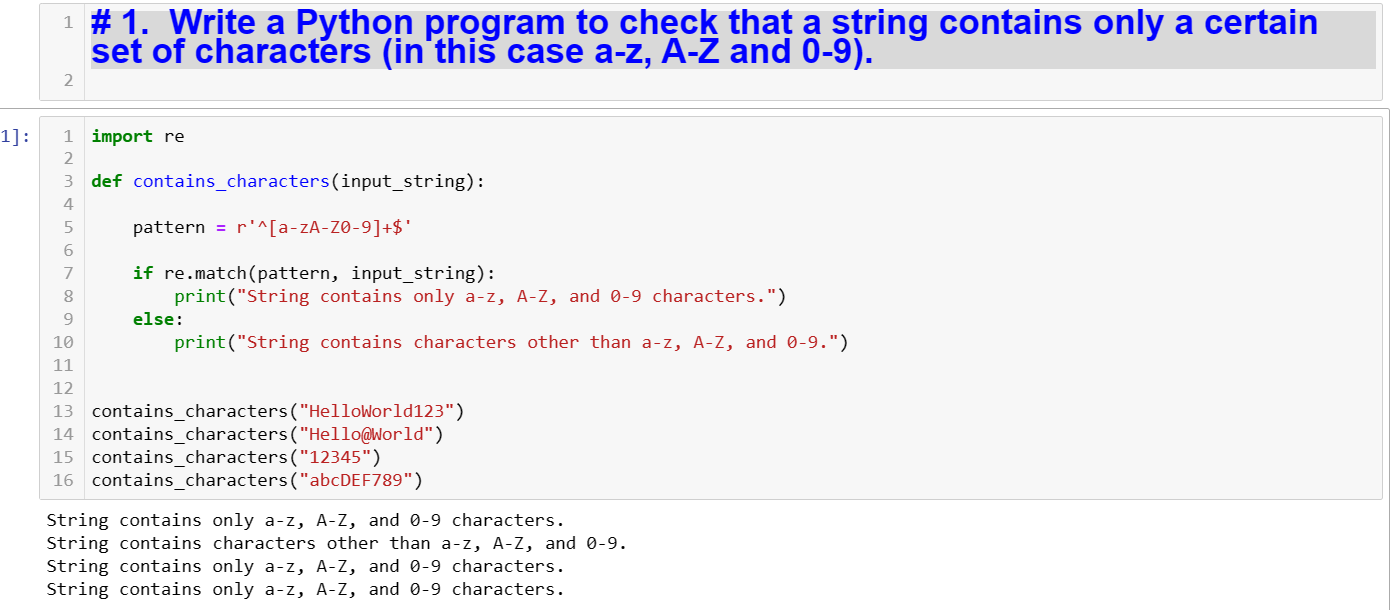 1 # 1.  Write a Python program to check that a string contains only a certain
set of characters (in this case a-z, A-Z and 0-9).
2
1]: 1 import re
2
3 def contains_characters(input_string):
4
5     pattern = r'^[a-zA-Z0-9]+$'
6
7     if re.match(pattern, input_string):
8         print("String contains only a-z, A-Z, and 0-9 characters.")
9     else:
10         print("String contains characters other than a-z, A-Z, and 0-9.")
11
12
13 contains_characters("HelloWorld123")
14 contains_characters("Hello@World")
15 contains_characters("12345")
16 contains_characters("abcDEF789")
String contains only a-z, A-Z, and 0-9 characters.
String contains characters other than a-z, A-Z, and 0-9.
String contains only a-z, A-Z, and 0-9 characters.
String contains only a-z, A-Z, and 0-9 characters.